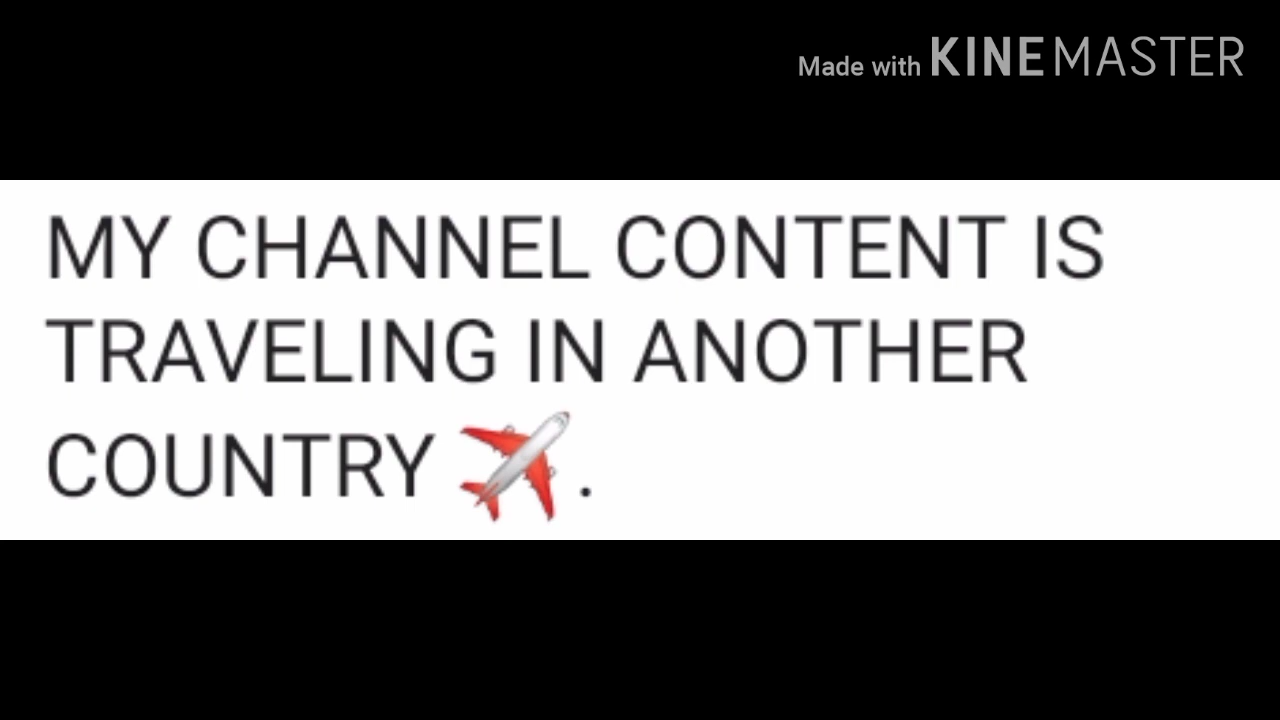 Made with KINEMASTER
MY CHANNEL CONTENT IS
TRAVELING IN ANOTHER
COUNTRY ✈️.